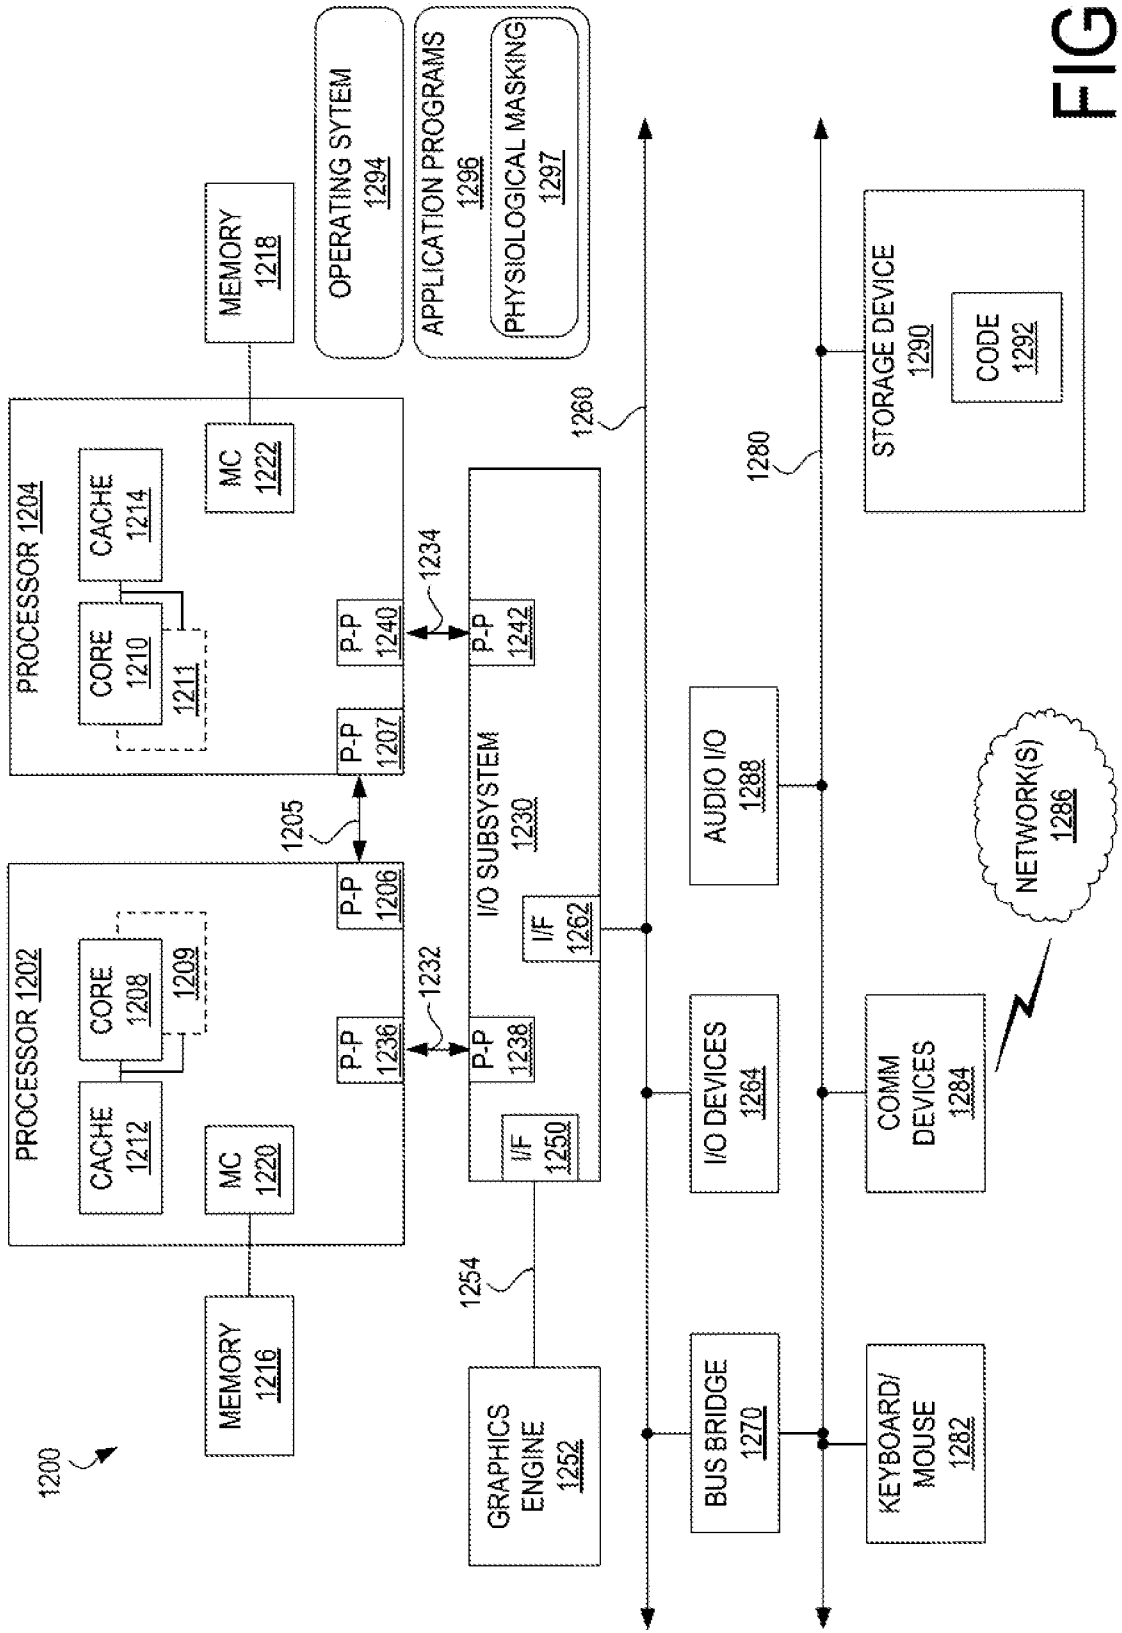 1200
PROCESSOR 1202
CACHE
1212
CORE
1208
1209
MC
1220
MEMORY
1216
P-P
1206
P-P
1236
1205
PROCESSOR 1204
CORE
1210
1211
CACHE
1214
MC
1222
MEMORY
1218
P-P
1207
P-P
1240
OPERATING SYTEM
1294
APPLICATION PROGRAMS
1296
PHYSIOLOGICAL MASKING
1297
1232
1234
GRAPHICS
ENGINE
1252
1254
I/F
1250
P-P
1238
I/O SUBSYSTEM
1230
P-P
1242
I/F
1262
1260
BUS BRIDGE
1270
I/O DEVICES
1264
AUDIO I/O
1288
1280
KEYBOARD/
MOUSE
1282
COMM
DEVICES
1284
NETWORK(S)
1286
STORAGE DEVICE
1290
CODE
1292
FIG